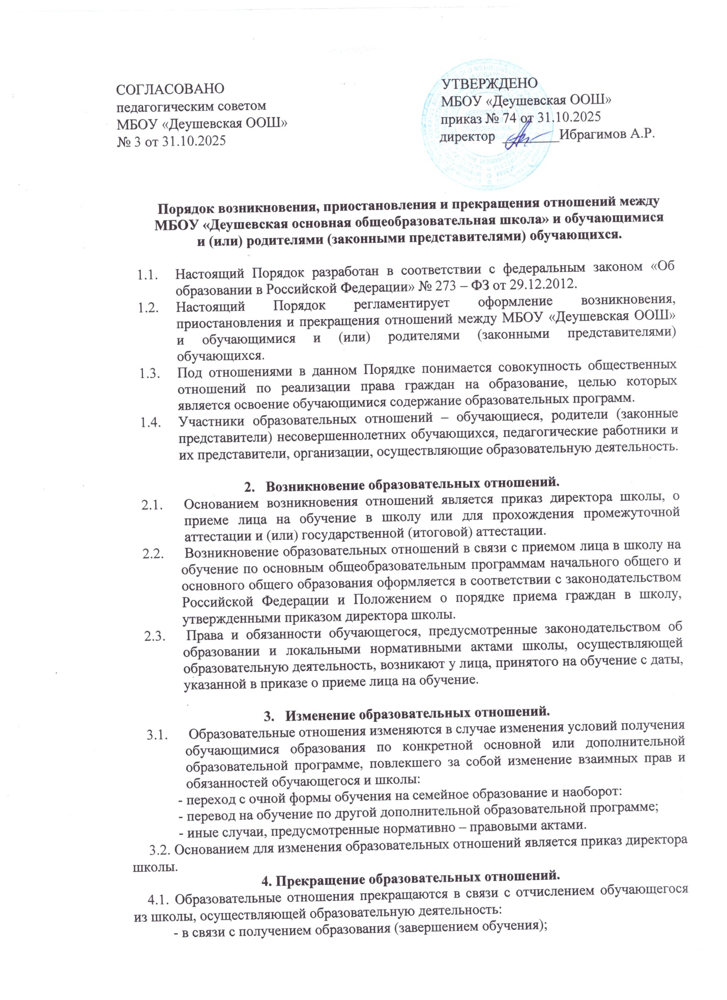 СОГЛАСОВАНО
педагогическим советом
МБОУ «Деушевская ООШ»
№ 3 от 31.10.2025
УТВЕРЖДЕНО
МБОУ «Деушевская ООШ»
приказ № 74 от 31.10.2025
директор ________Ибрагимов А.Р.
Порядок возникновения, приостановления и прекращения отношений между
МБОУ «Деушевская основная общеобразовательная школа» и обучающимися
и (или) родителями (законными представителями) обучающихся.
1.1. Настоящий Порядок разработан в соответствии с федеральным законом «Об
образовании в Российской Федерации» № 273 – ФЗ от 29.12.2012.
1.2. Настоящий Порядок регламентирует оформление возникновения,
приостановления и прекращения отношений между МБОУ «Деушевская ООШ»
и обучающимися и (или) родителями (законными представителями)
обучающихся.
1.3. Под отношениями в данном Порядке понимается совокупность общественных
отношений по реализации права граждан на образование, целью которых
является освоение обучающимися содержание образовательных программ.
1.4. Участники образовательных отношений – обучающиеся, родители (законные
представители) несовершеннолетних обучающихся, педагогические работники и
их представители, организации, осуществляющие образовательную деятельность.
2. Возникновение образовательных отношений.
2.1. Основанием возникновения отношений является приказ директора школы, о
приеме лица на обучение в школу или для прохождения промежуточной
аттестации и (или) государственной (итоговой) аттестации.
2.2. Возникновение образовательных отношений в связи с приемом лица в школу на
обучение по основным общеобразовательным программам начального общего и
основного общего образования оформляется в соответствии с законодательством
Российской Федерации и Положением о порядке приема граждан в школу,
утвержденными приказом директора школы.
2.3. Права и обязанности обучающегося, предусмотренные законодательством об
образовании и локальными нормативными актами школы, осуществляющей
образовательную деятельность, возникают у лица, принятого на обучение с даты,
указанной в приказе о приеме лица на обучение.
3. Изменение образовательных отношений.
3.1. Образовательные отношения изменяются в случае изменения условий получения
обучающимися образования по конкретной основной или дополнительной
образовательной программе, повлекшего за собой изменение взаимных прав и
обязанностей обучающегося и школы:
- переход с очной формы обучения на семейное образование и наоборот:
- перевод на обучение по другой дополнительной образовательной программе;
- иные случаи, предусмотренные нормативно – правовыми актами.
3.2. Основанием для изменения образовательных отношений является приказ директора
школы.
4. Прекращение образовательных отношений.
4.1. Образовательные отношения прекращаются в связи с отчислением обучающегося
из школы, осуществляющей образовательную деятельность:
- в связи с получением образования (завершением обучения);